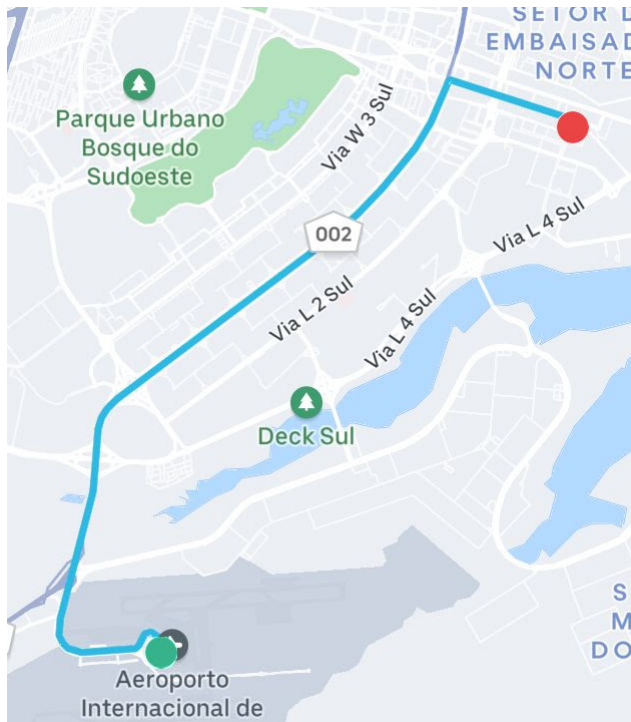 SETOR D
EMBAISAD
NORTE
Parque Urbano
Bosque do
Sudoeste
Via W 3 Sul
002
Via L 4 Sul
Via L 2 Sul
Via L 4 Sul
Deck Sul
S
M
DO
Aeroporto
Internacional de